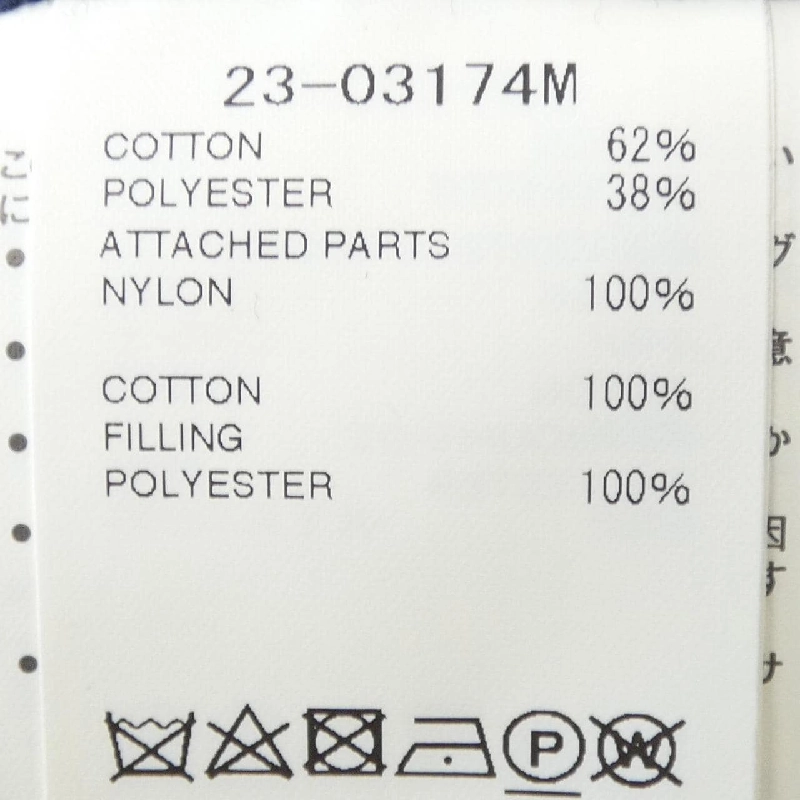 23-03174M
COTTON 62%
POLYESTER 38%
ATTACHED PARTS
NYLON 100%
COTTON 100%
FILLING
POLYESTER 100%
P
W